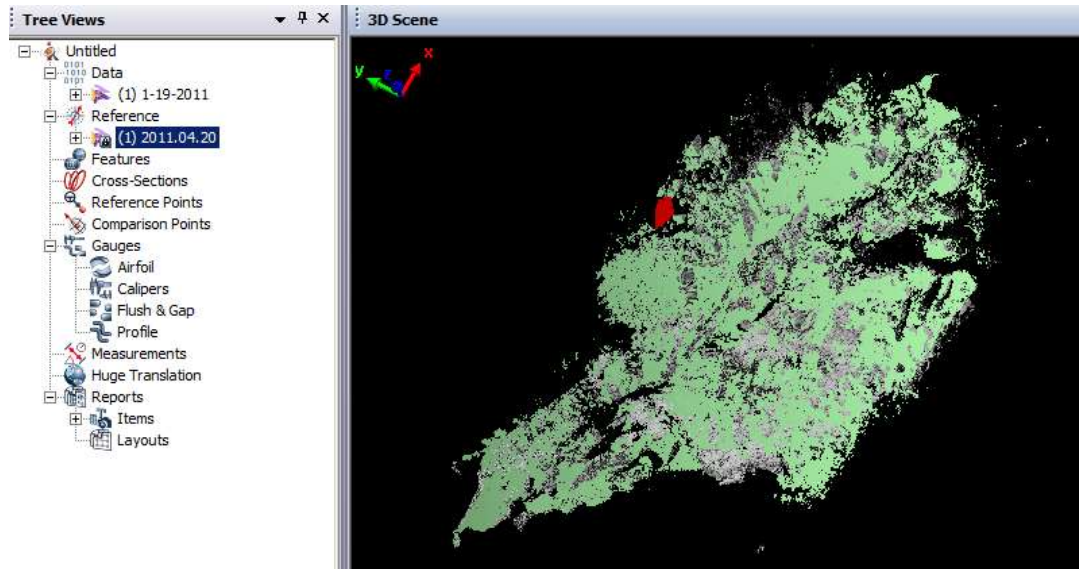 Tree Views
3D Scene
Untitled
Data
(1) 1-19-2011
Reference
(1) 2011.04.20
Features
Cross-Sections
Reference Points
Comparison Points
Gauges
Airfoil
Calipers
Flush & Gap
Profile
Measurements
Huge Translation
Reports
Items
Layouts
x
y
z